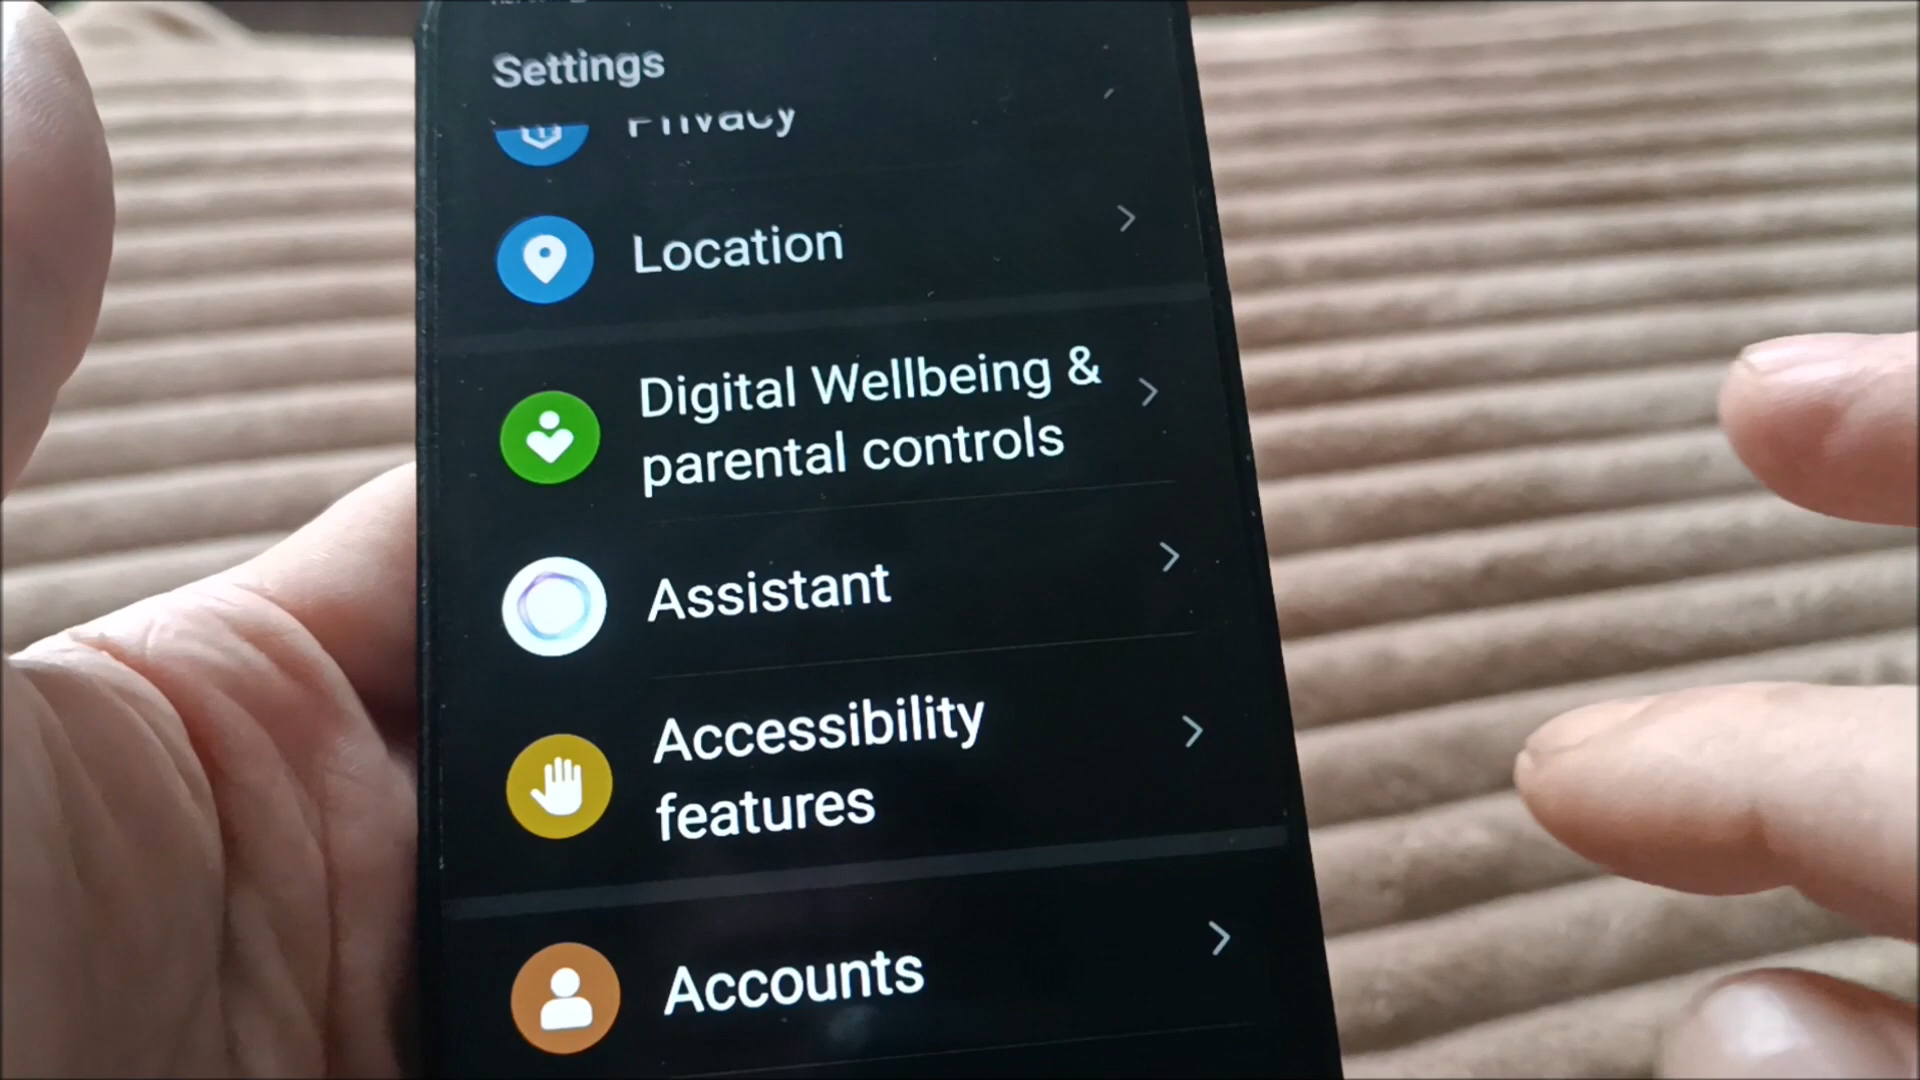 Settings
Privacy
Location
Digital Wellbeing &
parental controls
Assistant
Accessibility
features
Accounts